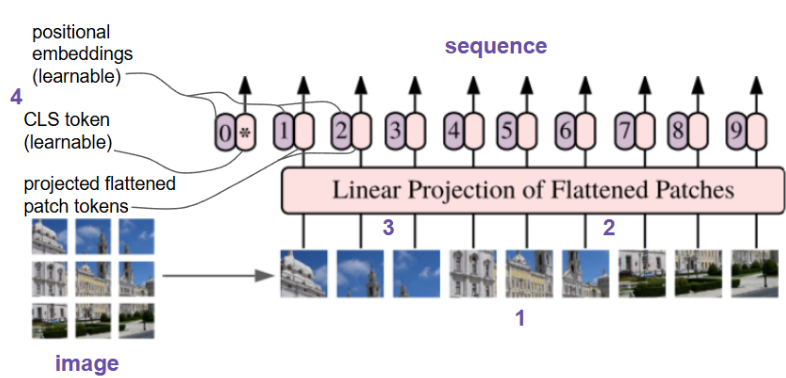 positional
embeddings
(learnable)
sequence
4
CLS token
(learnable)
0 * 1 2 3 4 5 6 7 8 9
projected flattened
patch tokens
Linear Projection of Flattened Patches
3 2
1
image